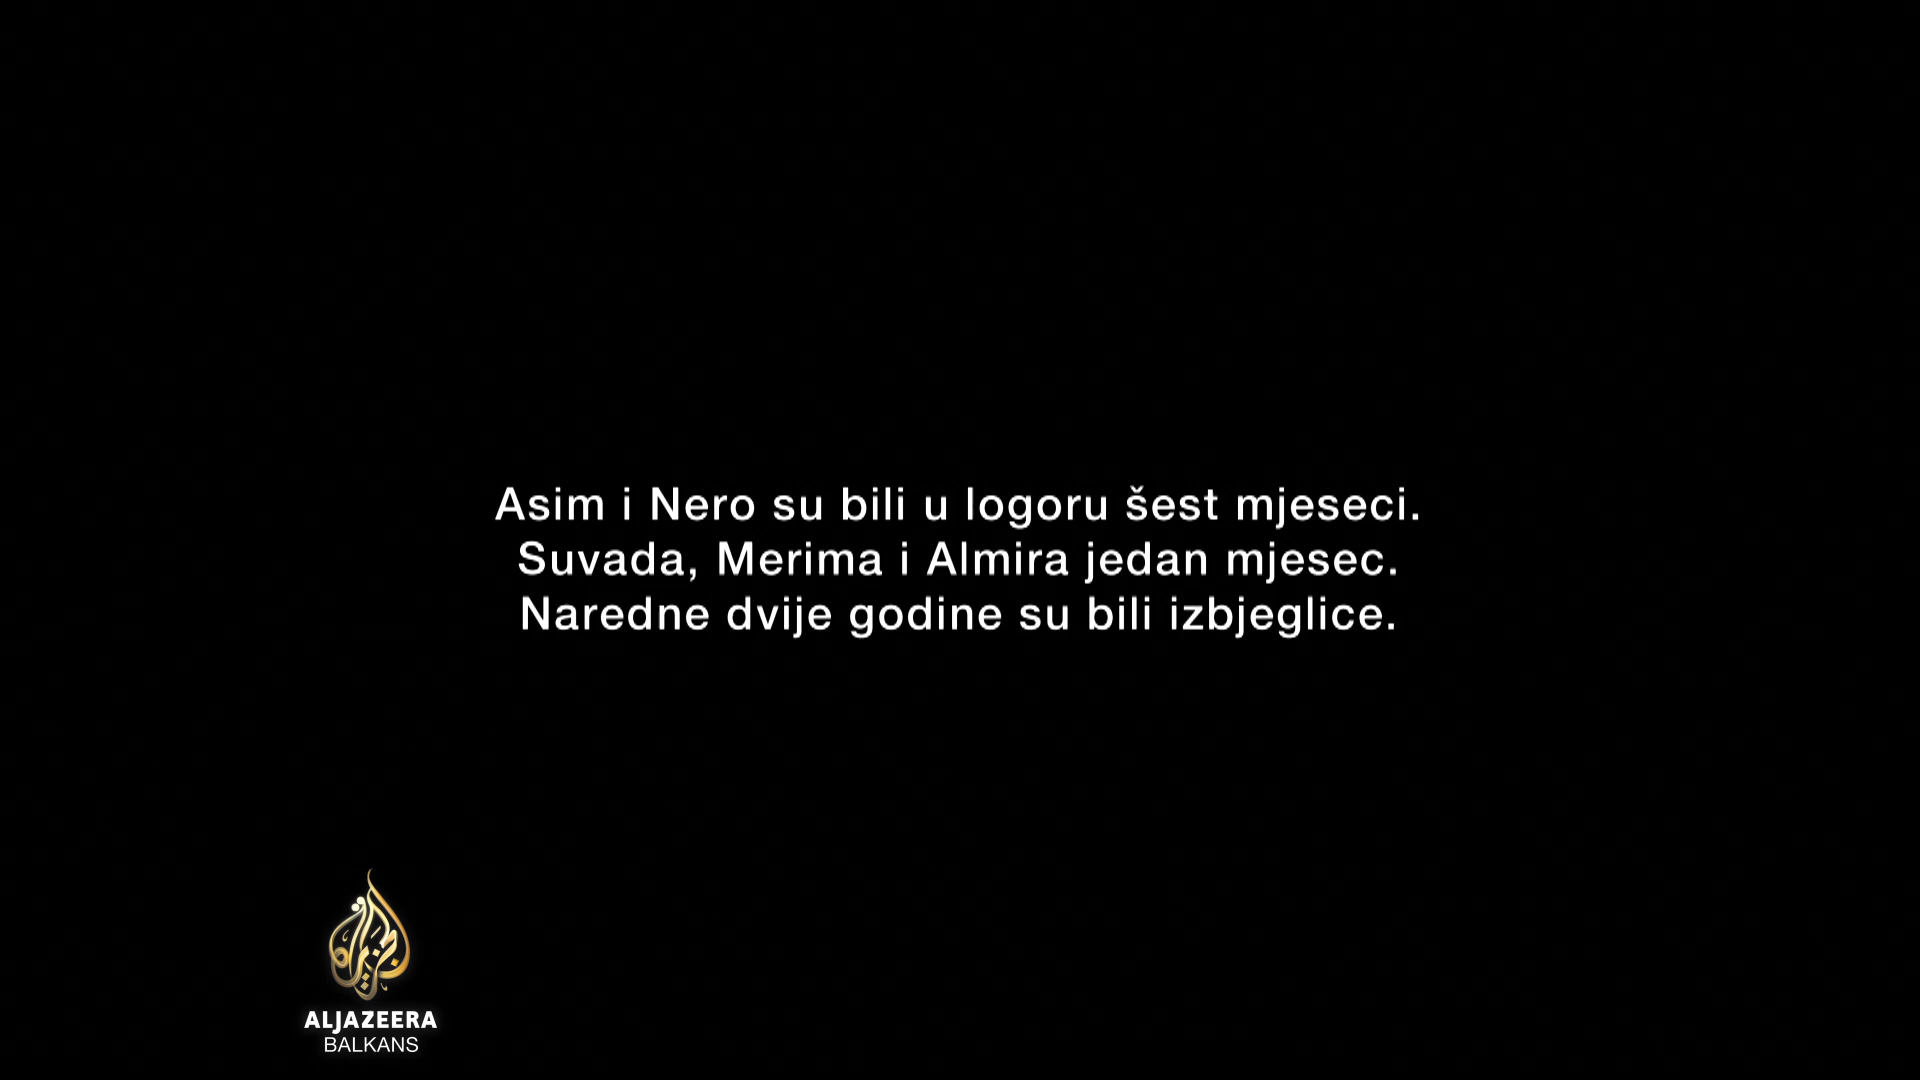 Asim i Nero su bili u logoru šest mjeseci.
Suvada, Merima i Almira jedan mjesec.
Naredne dvije godine su bili izbjeglice.
الجزيرة
ALJAZEERA
BALKANS